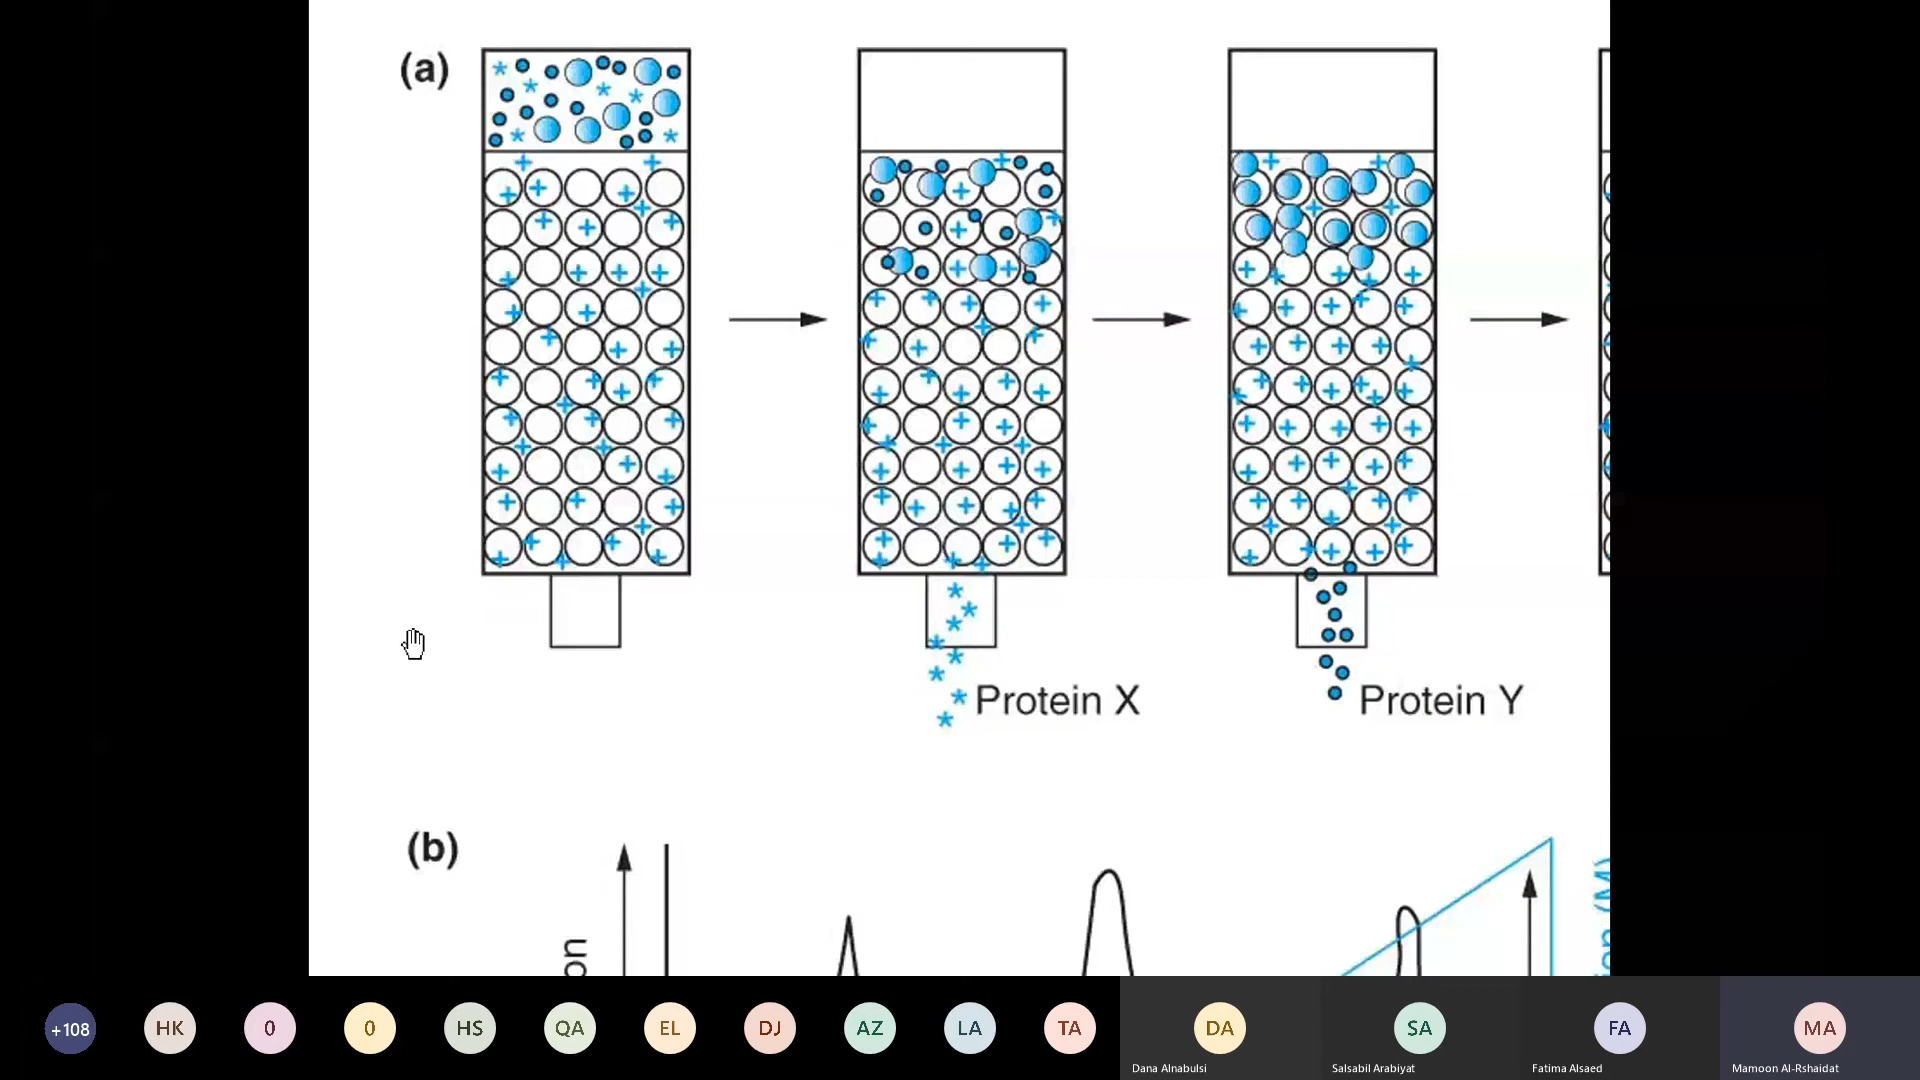 (a)
Protein X
Protein Y
(b)
on
(M)
+108
HK
0
0
HS
QA
EL
DJ
AZ
LA
TA
DA
SA
FA
MA
Dana Alnabulsi
Salsabil Arabiyat
Fatima Alsaed
Mamoon Al-Rshaidat